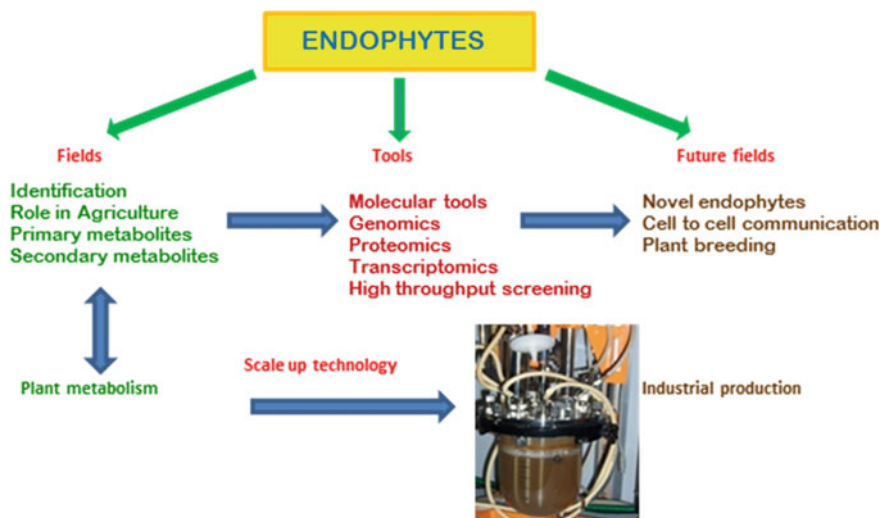 ENDOPHYTES
Fields
Identification
Role in Agriculture
Primary metabolites
Secondary metabolites
Tools
Molecular tools
Genomics
Proteomics
Transcriptomics
High throughput screening
Future fields
Novel endophytes
Cell to cell communication
Plant breeding
Plant metabolism
Scale up technology
Industrial production